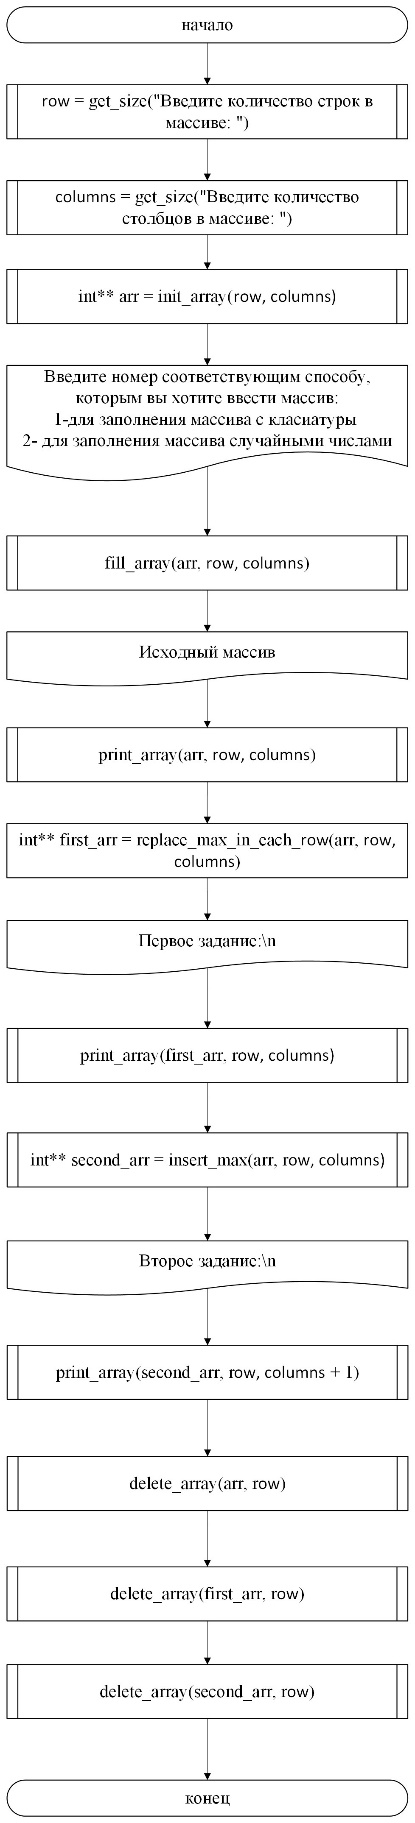 начало
row = get_size("Введите количество строк в
массиве: ")
columns = get_size("Введите количество
столбцов в массиве: ")
int** arr = init_array(row, columns)
Введите номер соответствующим способу,
которым вы хотите ввести массив:
1-для заполнения массива с класиатуры
2- для заполнения массива случайными числами
fill_array(arr, row, columns)
Исходный массив
print_array(arr, row, columns)
int** first_arr = replace_max_in_each_row(arr, row,
columns)
Первое задание:\n
print_array(first_arr, row, columns)
int** second_arr = insert_max(arr, row, columns)
Второе задание:\n
print_array(second_arr, row, columns + 1)
delete_array(arr, row)
delete_array(first_arr, row)
delete_array(second_arr, row)
конец